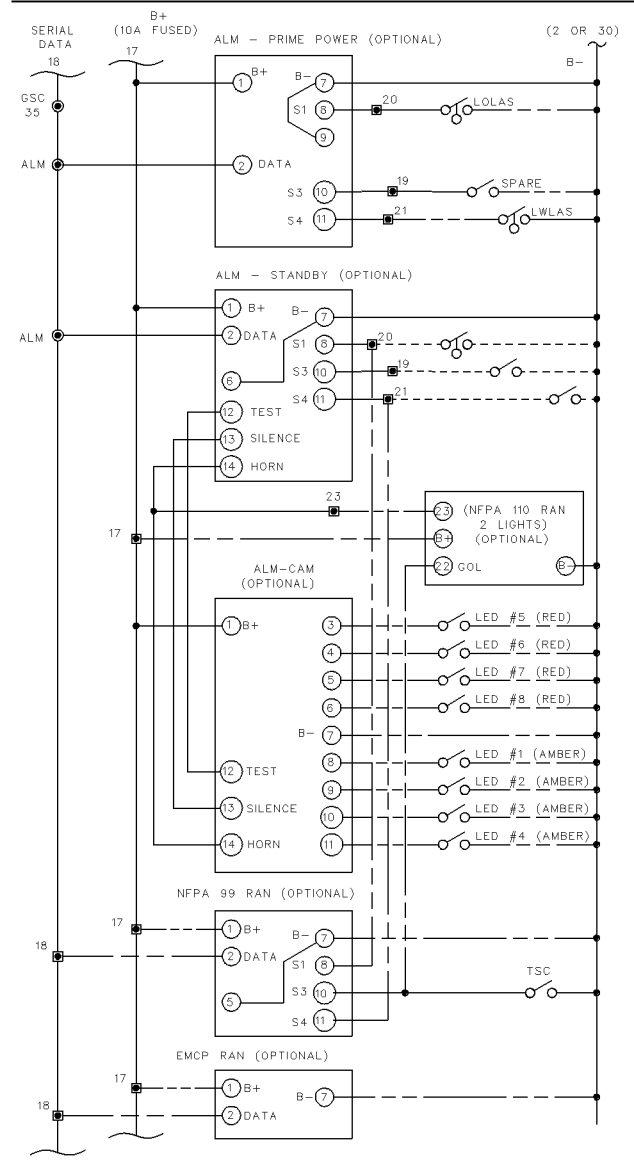 SERIAL DATA
18
B+
(10A FUSED)
17
(2 OR 30)
B-
GSC 35
ALM - PRIME POWER (OPTIONAL)
1 B+
B- 7
S1 8
9
20
LOLAS
ALM
2 DATA
S3 10
19
SPARE
S4 11
21
LWLAS
ALM - STANDBY (OPTIONAL)
1 B+
B- 7
ALM
2 DATA
S1 8
20
S3 10
19
6
S4 11
21
12 TEST
13 SILENCE
14 HORN
23
23 (NFPA 110 RAN
2 LIGHTS)
(OPTIONAL)
17
B+
22 GOL
B-
ALM-CAM
(OPTIONAL)
1 B+
3
LED #5 (RED)
4
LED #6 (RED)
5
LED #7 (RED)
6
LED #8 (RED)
B- 7
8
LED #1 (AMBER)
12 TEST
9
LED #2 (AMBER)
13 SILENCE
10
LED #3 (AMBER)
14 HORN
11
LED #4 (AMBER)
NFPA 99 RAN (OPTIONAL)
17
1 B+
B- 7
18
2 DATA
S1 8
5
S3 10
TSC
S4 11
EMCP RAN (OPTIONAL)
17
1 B+
B- 7
18
2 DATA